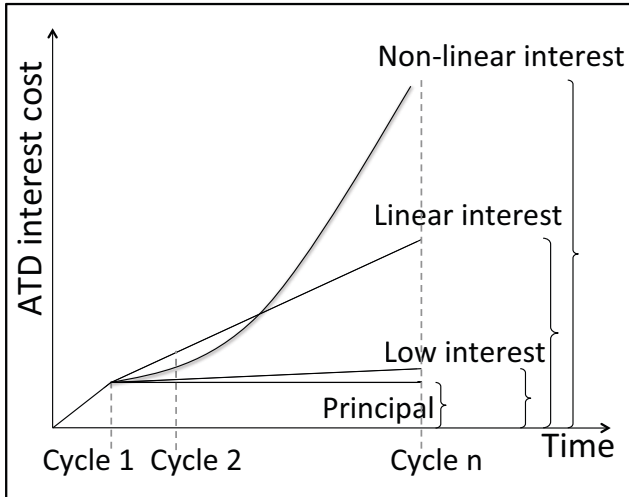 Non-linear interest
ATD interest cost
Linear interest
Low interest
Principal
Time
Cycle 1
Cycle 2
Cycle n